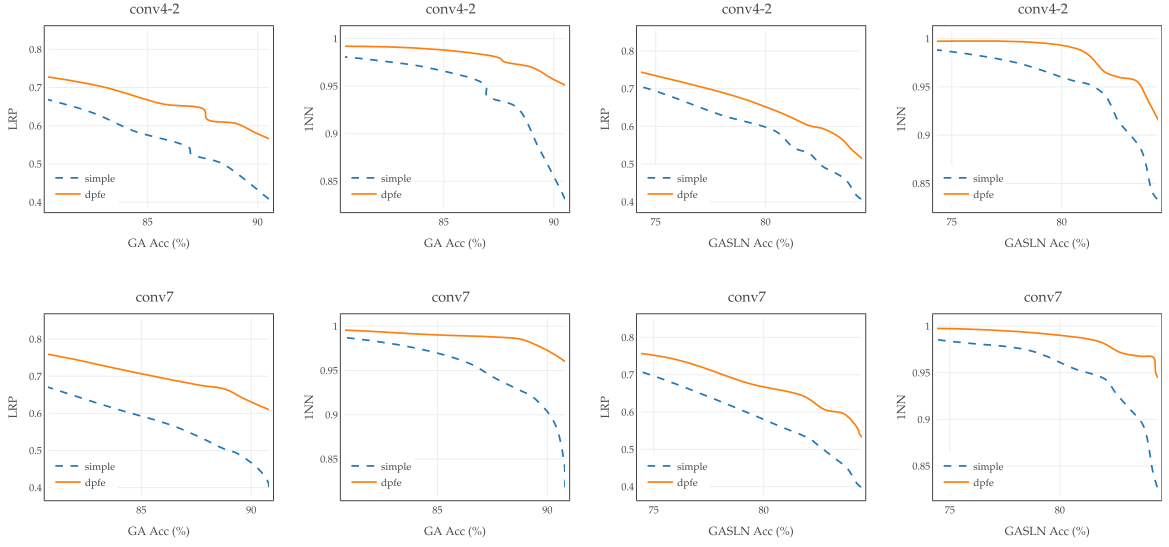 conv4-2
0.8
0.7
0.6
0.5
0.4
LRP
simple
dpfe
85
90
GA Acc (%)
conv4-2
1
0.95
0.9
0.85
1NN
simple
dpfe
85
90
GA Acc (%)
conv4-2
0.8
0.7
0.6
0.5
0.4
LRP
simple
dpfe
75
80
GASLN Acc (%)
conv4-2
1
0.95
0.9
0.85
1NN
simple
dpfe
75
80
GASLN Acc (%)
conv7
0.8
0.7
0.6
0.5
0.4
LRP
simple
dpfe
85
90
GA Acc (%)
conv7
1
0.95
0.9
0.85
1NN
simple
dpfe
85
90
GA Acc (%)
conv7
0.8
0.7
0.6
0.5
0.4
LRP
simple
dpfe
75
80
GASLN Acc (%)
conv7
1
0.95
0.9
0.85
1NN
simple
dpfe
75
80
GASLN Acc (%)